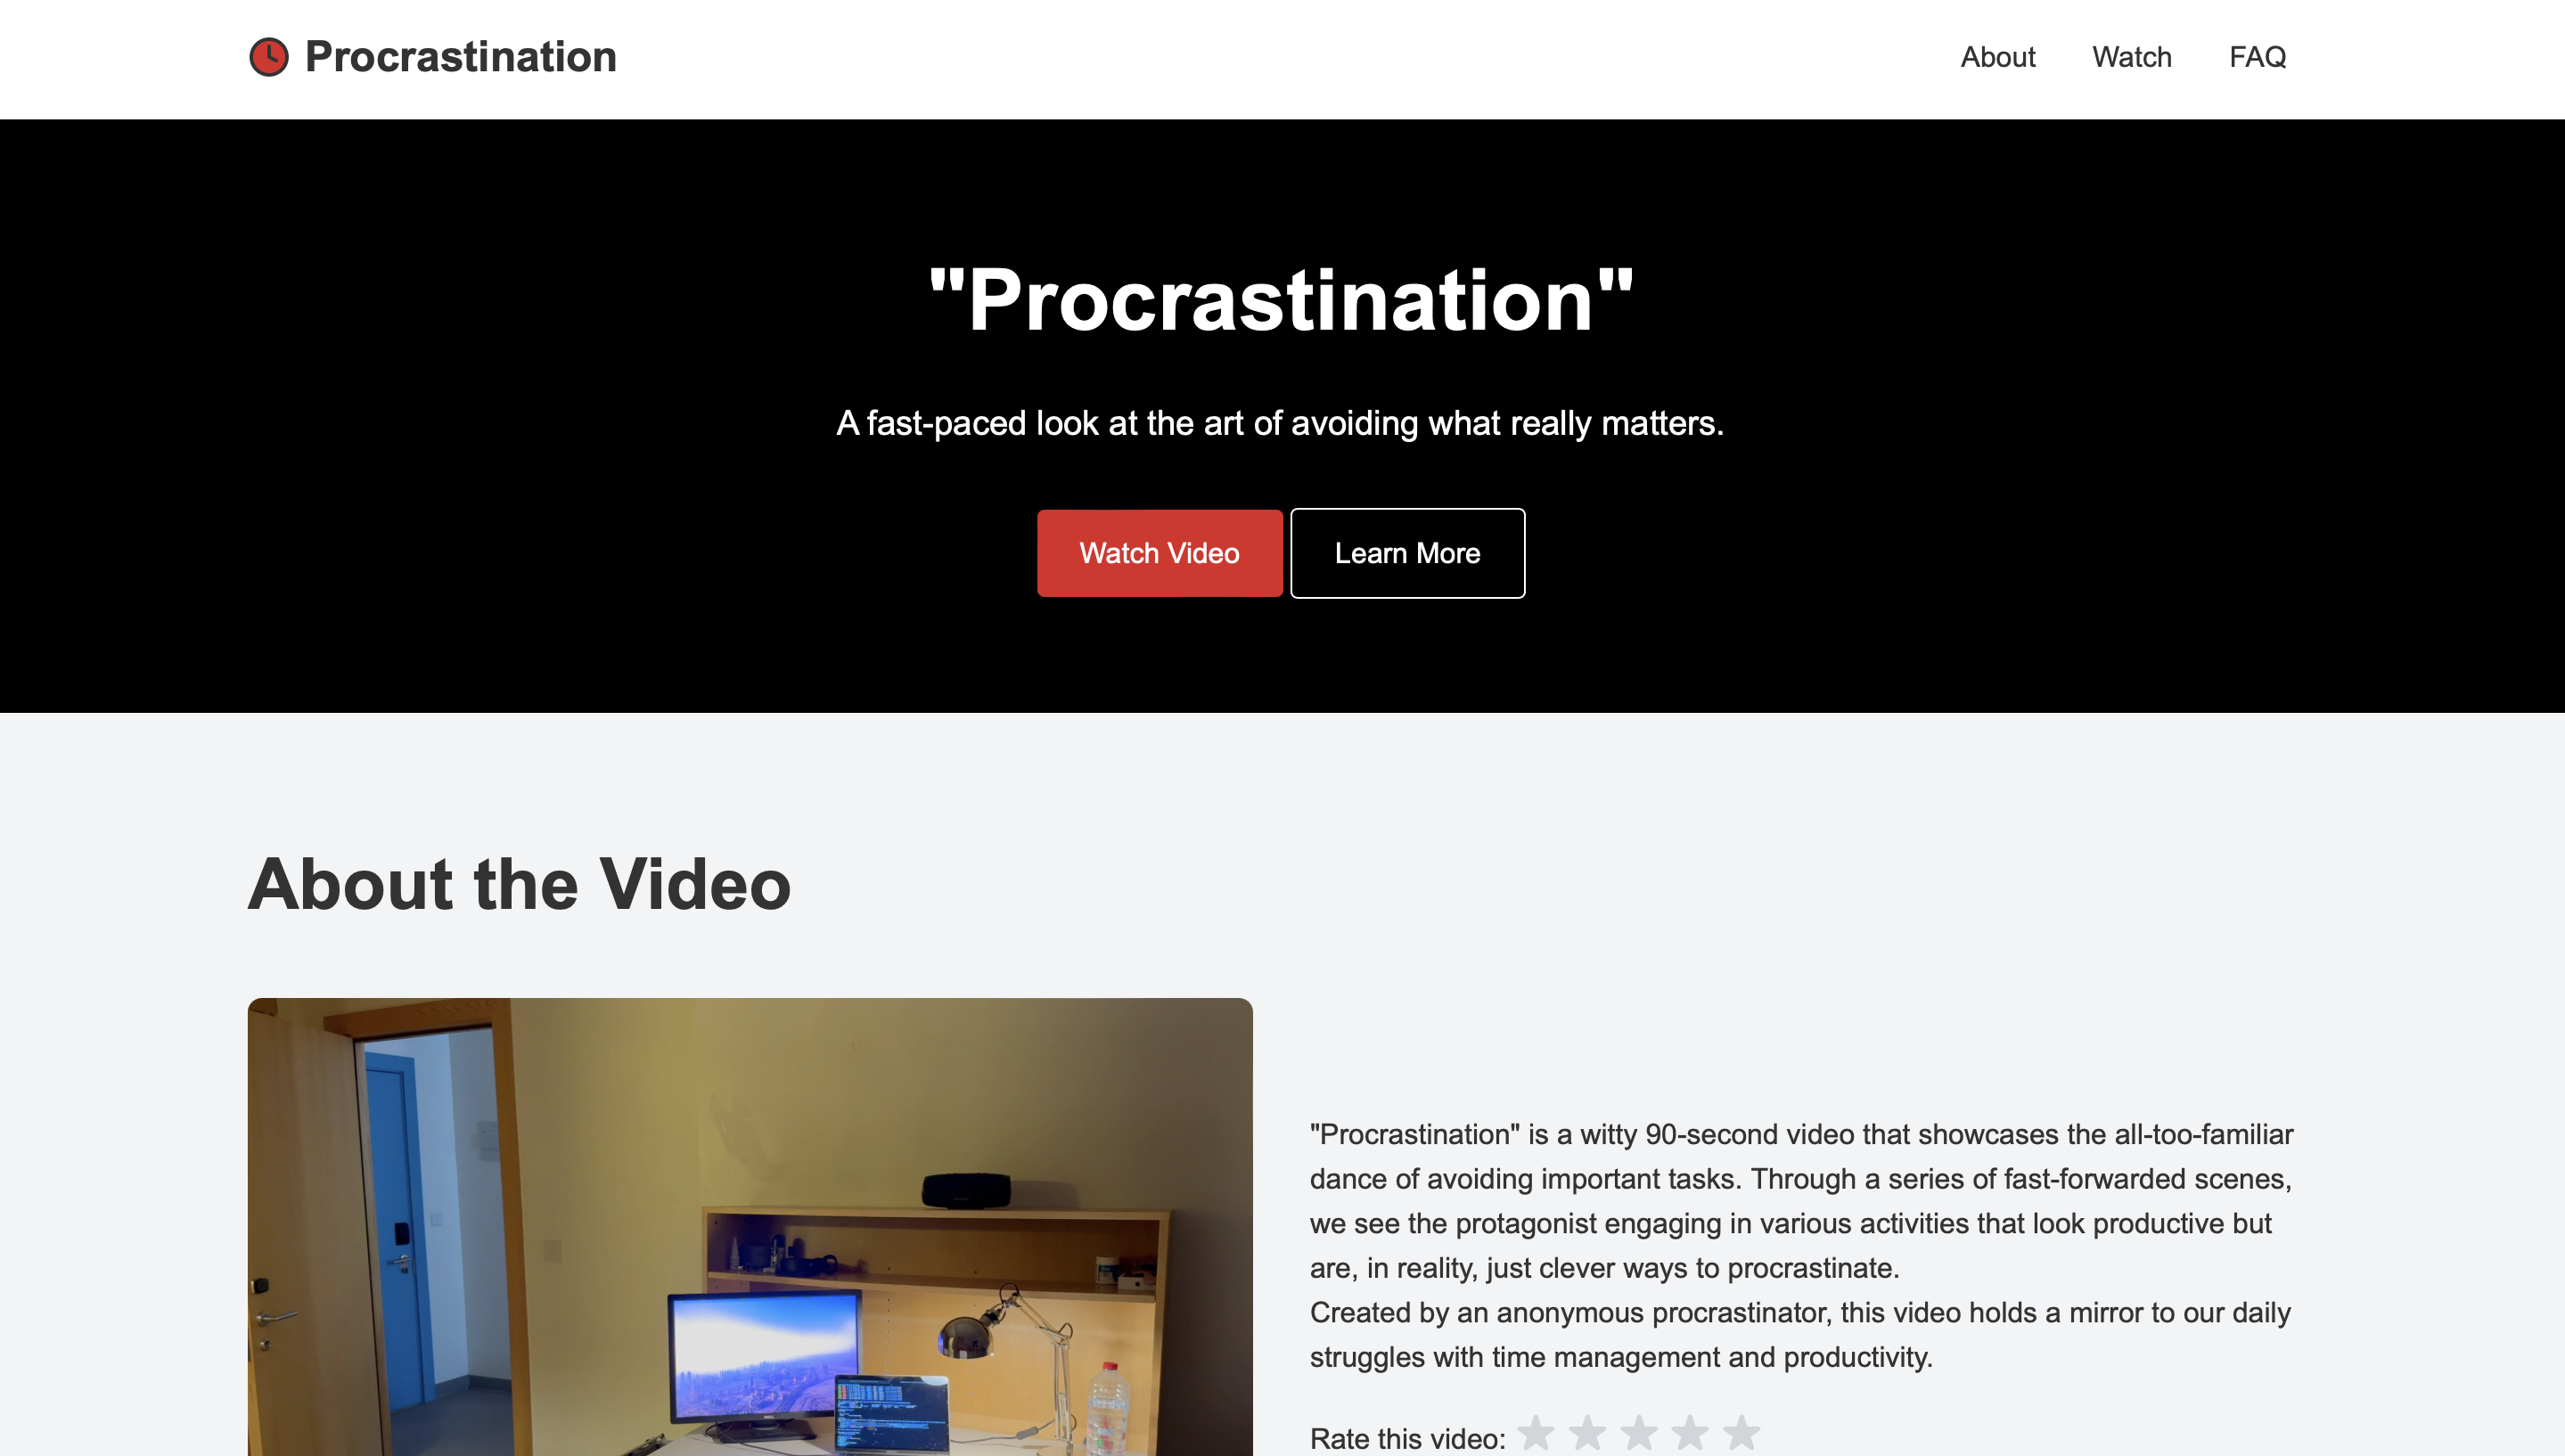 Procrastination
About Watch FAQ
"Procrastination"
A fast-paced look at the art of avoiding what really matters.
Watch Video Learn More
About the Video
"Procrastination" is a witty 90-second video that showcases the all-too-familiar
dance of avoiding important tasks. Through a series of fast-forwarded scenes,
we see the protagonist engaging in various activities that look productive but
are, in reality, just clever ways to procrastinate.
Created by an anonymous procrastinator, this video holds a mirror to our daily
struggles with time management and productivity.
Rate this video: